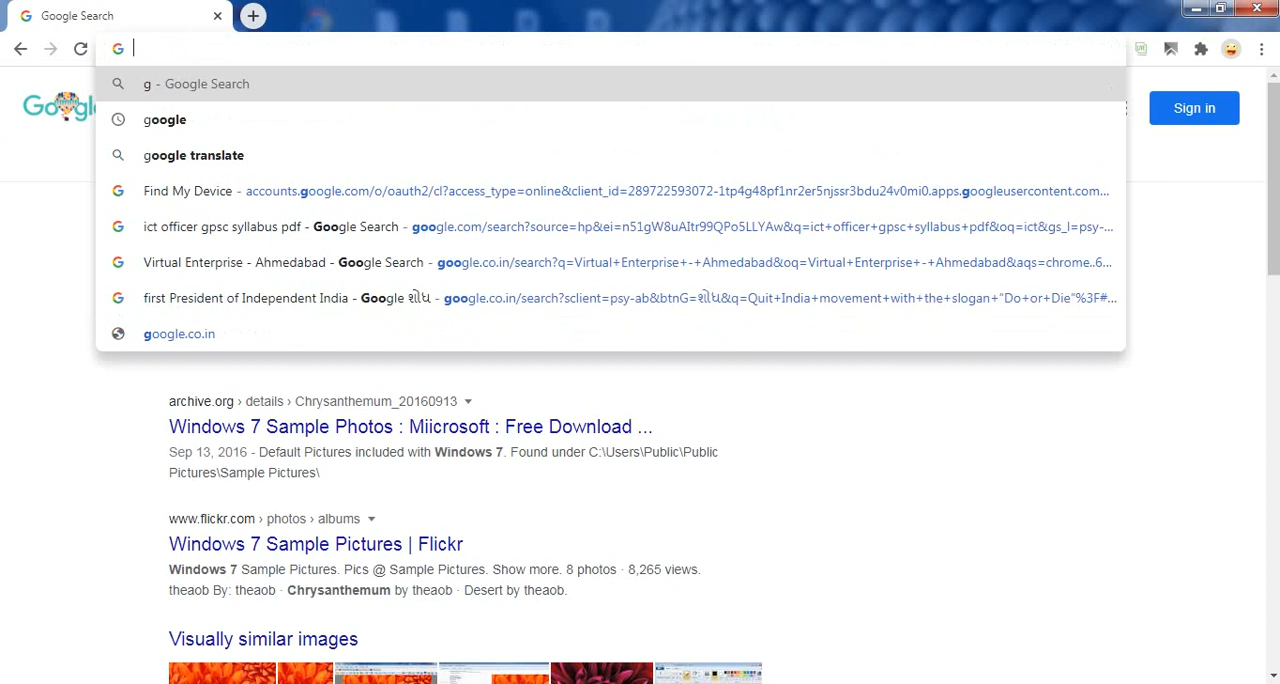 Google Search
g - Google Search
Google
google
Sign in
google translate
Find My Device - accounts.google.com/o/oauth2/cl?access_type=online&client_id=289722593072-1tp4g48pf1nr2er5njssr3bdu24v0mi0.apps.googleusercontent.com...
ict officer gpsc syllabus pdf - Google Search - google.com/search?source=hp&ei=n51gW8uAItr99QPo5LLYAw&q=ict+officer+gpsc+syllabus+pdf&oq=ict&gs_l=psy-...
Virtual Enterprise - Ahmedabad - Google Search - google.co.in/search?q=Virtual+Enterprise+-+Ahmedabad&oq=Virtual+Enterprise+-+Ahmedabad&aqs=chrome..6...
first President of Independent India - Google શોધ - google.co.in/search?sclient=psy-ab&btnG=શોધ&q=Quit+India+movement+with+the+slogan+"Do+or+Die"%3F#...
google.co.in
archive.org › details › Chrysanthemum_20160913
Windows 7 Sample Photos : Miicrosoft : Free Download ...
Sep 13, 2016 - Default Pictures included with Windows 7. Found under C:\Users\Public\Public
Pictures\Sample Pictures\
www.flickr.com › photos › albums
Windows 7 Sample Pictures | Flickr
Windows 7 Sample Pictures. Pics @ Sample Pictures. Show more. 8 photos · 8,265 views.
theaob By: theaob · Chrysanthemum by theaob · Desert by theaob.
Visually similar images